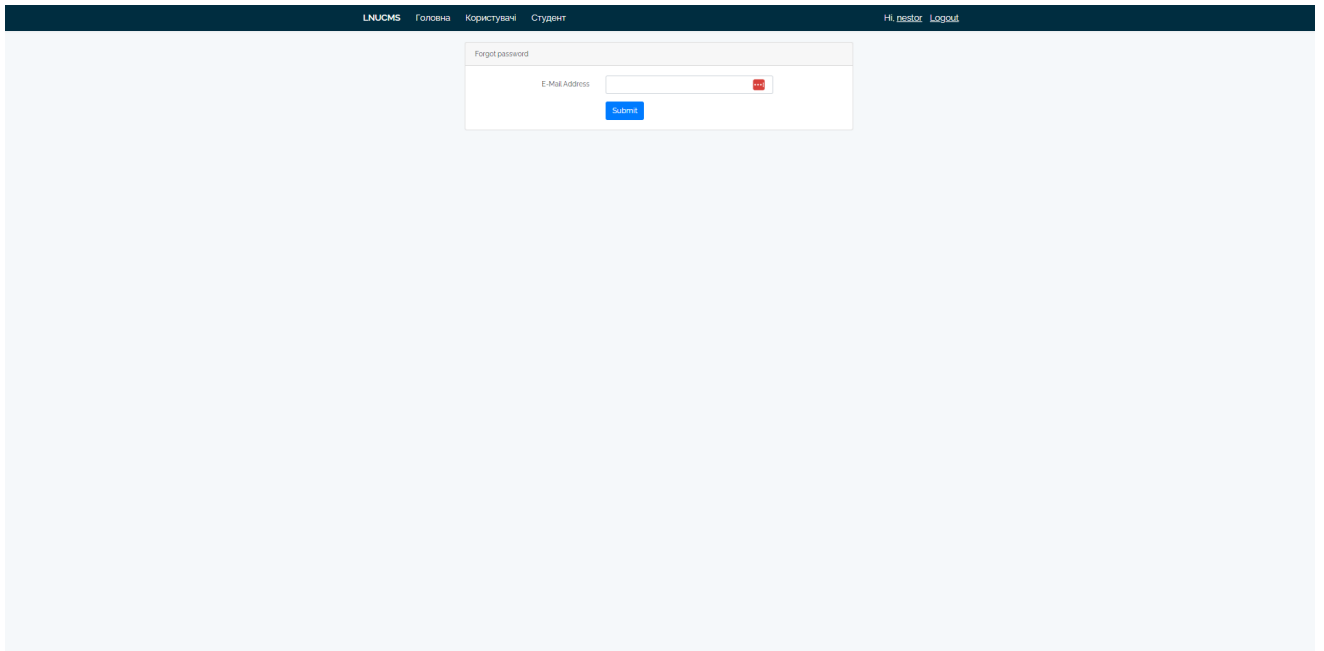 LNUCMS Головна Користувачі Студент Hi, nestor Logout
Forgot password
E-Mail Address
Submit